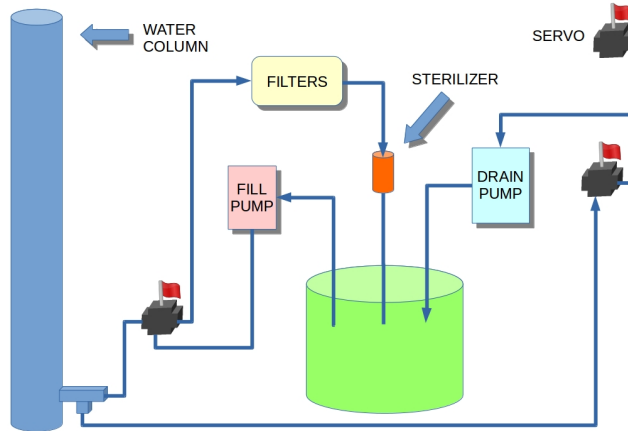 WATER
COLUMN
SERVO
FILTERS
STERILIZER
FILL
PUMP
DRAIN
PUMP